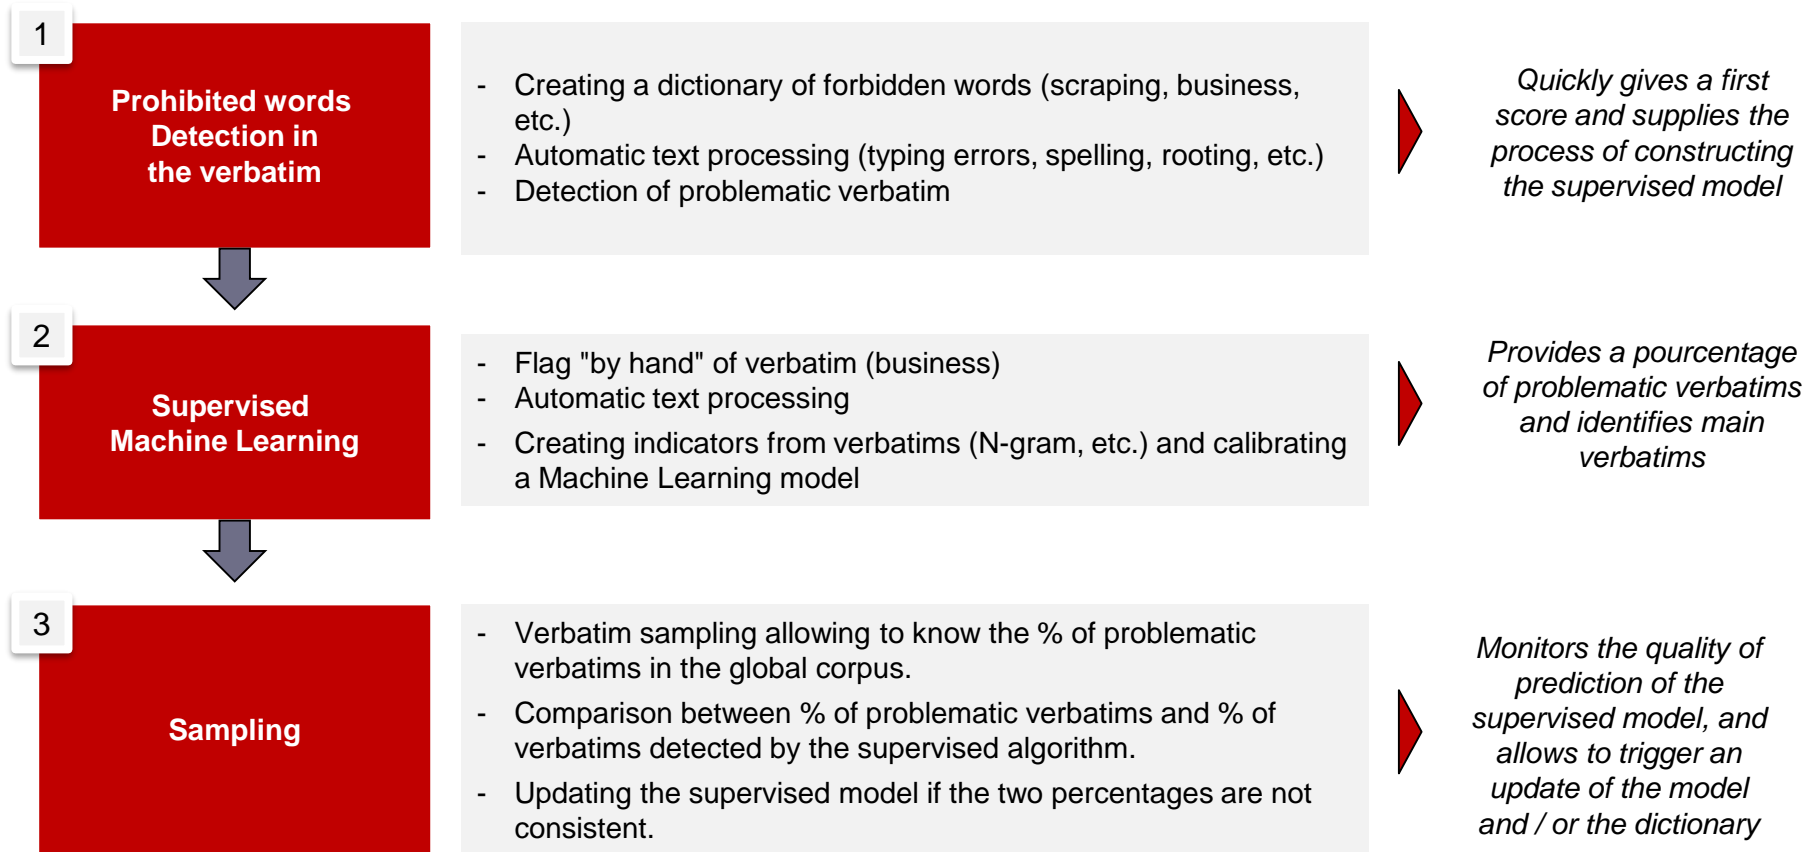 1
Prohibited words
Detection in
the verbatim
- Creating a dictionary of forbidden words (scraping, business,
etc.)
- Automatic text processing (typing errors, spelling, rooting, etc.)
- Detection of problematic verbatim
Quickly gives a first
score and supplies the
process of constructing
the supervised model
2
Supervised
Machine Learning
- Flag "by hand" of verbatim (business)
- Automatic text processing
- Creating indicators from verbatims (N-gram, etc.) and calibrating
a Machine Learning model
Provides a pourcentage
of problematic verbatims
and identifies main
verbatims
3
Sampling
- Verbatim sampling allowing to know the % of problematic
verbatims in the global corpus.
- Comparison between % of problematic verbatims and % of
verbatims detected by the supervised algorithm.
- Updating the supervised model if the two percentages are not
consistent.
Monitors the quality of
prediction of the
supervised model, and
allows to trigger an
update of the model
and / or the dictionary